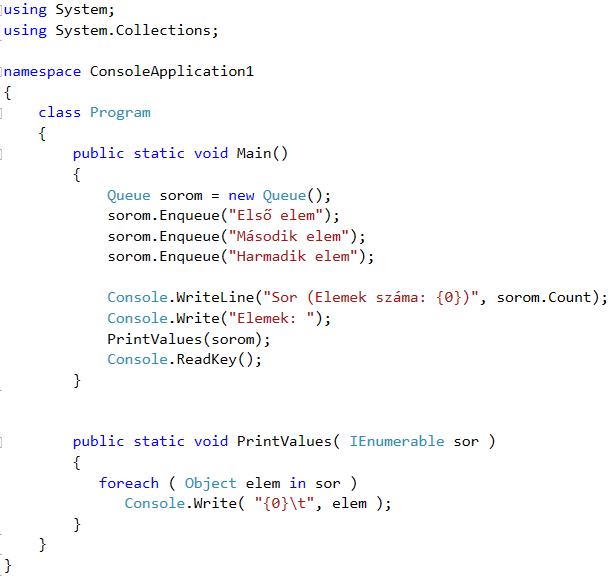 using System;
using System.Collections;
namespace ConsoleApplication1
{
class Program
{
public static void Main()
{
Queue sorom = new Queue();
sorom.Enqueue("Első elem");
sorom.Enqueue("Második elem");
sorom.Enqueue("Harmadik elem");
Console.WriteLine("Sor (Elemek száma: {0})", sorom.Count);
Console.Write("Elemek: ");
PrintValues(sorom);
Console.ReadKey();
}
public static void PrintValues( IEnumerable sor )
{
foreach ( Object elem in sor )
Console.Write( "{0}\t", elem );
}
}
}